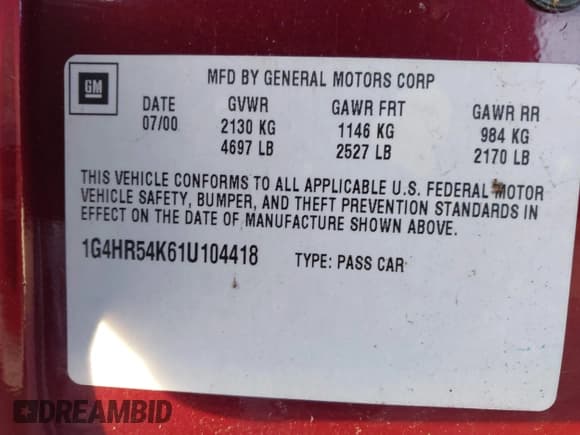 GM
MFD BY GENERAL MOTORS CORP
DATE GVWR GAWR FRT GAWR RR
07/00 2130 KG 1146 KG 984 KG
4697 LB 2527 LB 2170 LB
THIS VEHICLE CONFORMS TO ALL APPLICABLE U.S. FEDERAL MOTOR
VEHICLE SAFETY, BUMPER, AND THEFT PREVENTION STANDARDS IN
EFFECT ON THE DATE OF MANUFACTURE SHOWN ABOVE.
1G4HR54K61U104418 TYPE: PASS CAR
DREAMBID